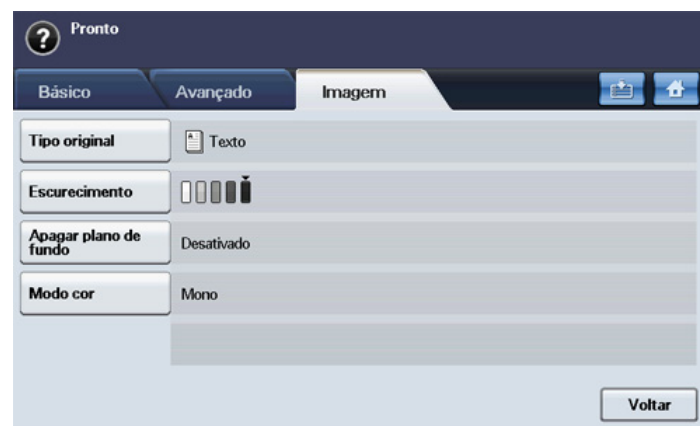 ? Pronto
Básico Avançado Imagem
Tipo original Texto
Escurecimento
Apagar plano de
fundo Desativado
Modo cor Mono
Voltar